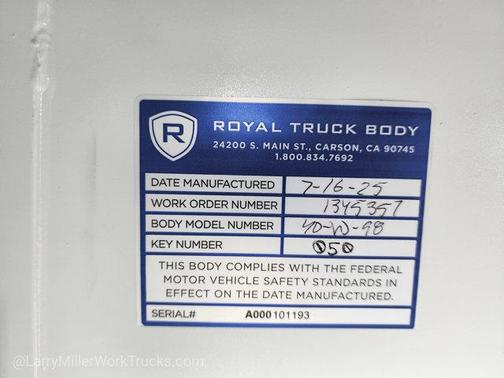 R
ROYAL TRUCK BODY
24200 S. MAIN ST., CARSON, CA 90745
1.800.834.7692
DATE MANUFACTURED 7-16-25
WORK ORDER NUMBER 1345357
BODY MODEL NUMBER 40-W-98
KEY NUMBER 050
THIS BODY COMPLIES WITH THE FEDERAL
MOTOR VEHICLE SAFETY STANDARDS IN
EFFECT ON THE DATE MANUFACTURED.
SERIAL# A000101193
@LarryMillerWorkTrucks.com